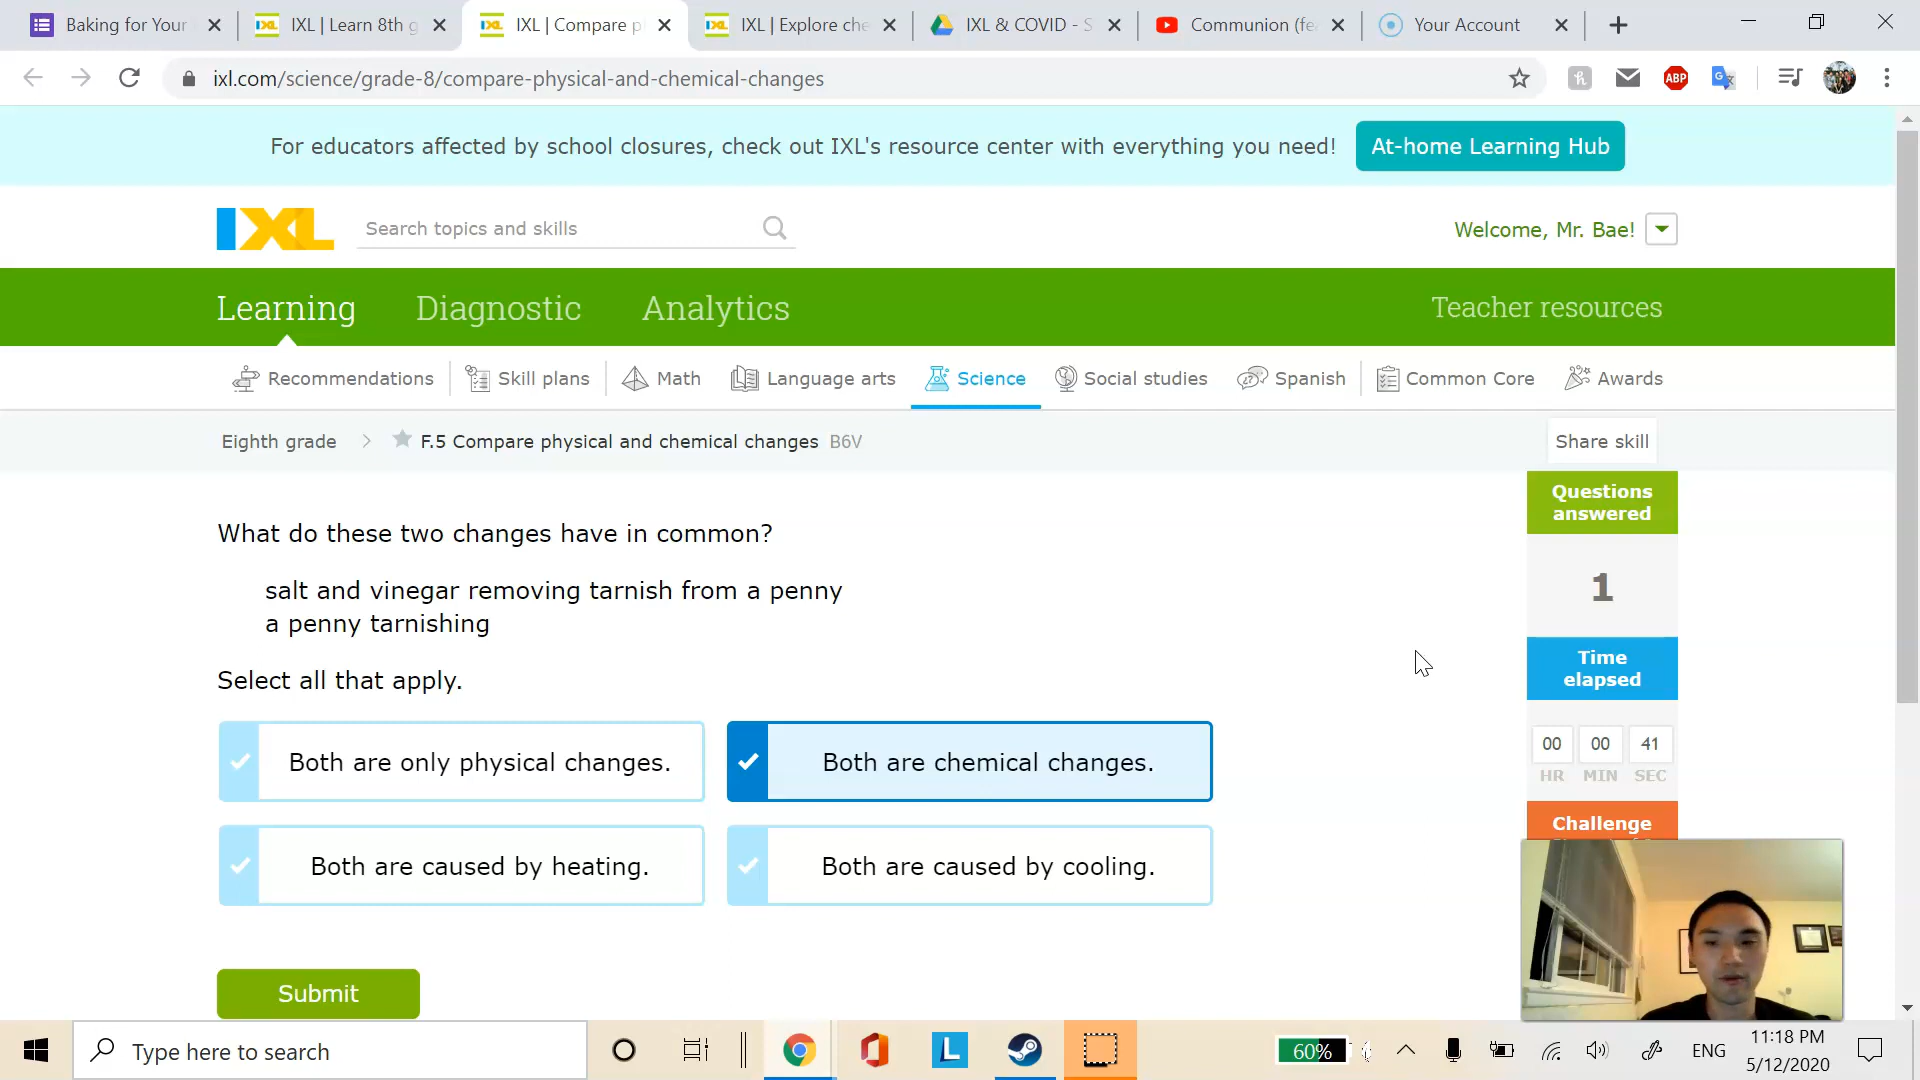 Baking for Your
IXL | Learn 8th g
IXL | Compare p
IXL | Explore che
IXL & COVID - S
Communion (fe
Your Account
ixl.com/science/grade-8/compare-physical-and-chemical-changes
ABP
For educators affected by school closures, check out IXL's resource center with everything you need!
At-home Learning Hub
IXL
Search topics and skills
Welcome, Mr. Bae!
Learning
Diagnostic
Analytics
Teacher resources
Recommendations
Skill plans
Math
Language arts
Science
Social studies
Spanish
Common Core
Awards
Eighth grade
F.5 Compare physical and chemical changes B6V
Share skill
Questions
answered
1
Time
elapsed
00 00 41
HR MIN SEC
Challenge
What do these two changes have in common?
salt and vinegar removing tarnish from a penny
a penny tarnishing
Select all that apply.
Both are only physical changes.
Both are chemical changes.
Both are caused by heating.
Both are caused by cooling.
Submit
Type here to search
L
60%
ENG
11:18 PM
5/12/2020